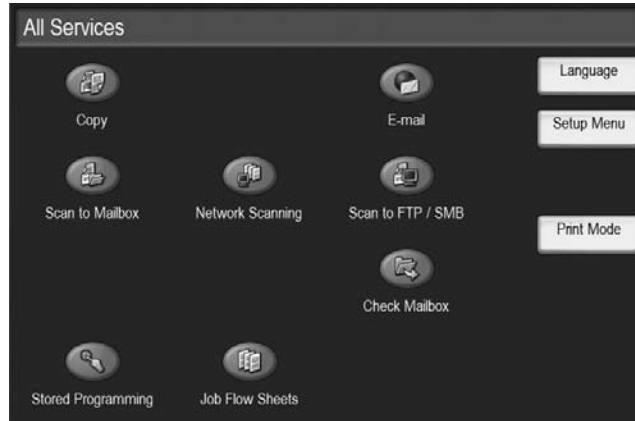 All Services
Copy
E-mail
Language
Setup Menu
Scan to Mailbox
Network Scanning
Scan to FTP / SMB
Print Mode
Check Mailbox
Stored Programming
Job Flow Sheets